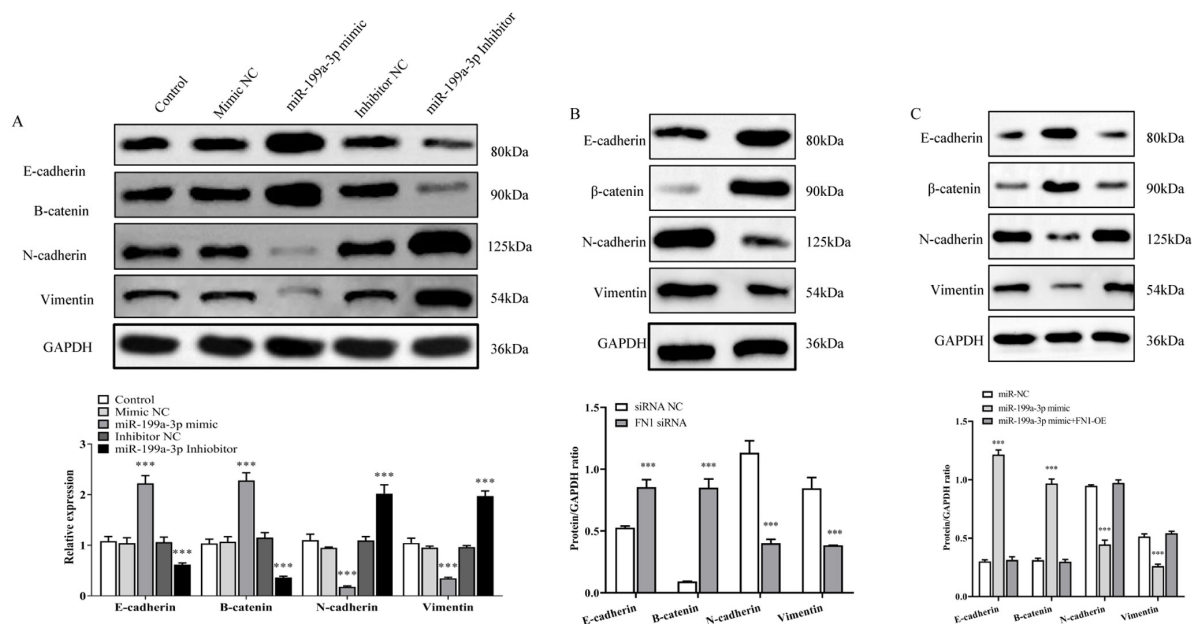 A
Control
Mimic NC
miR-199a-3p mimic
Inhibitor NC
miR-199a-3p Inhibitor
E-cadherin
80kDa
B-catenin
90kDa
N-cadherin
125kDa
Vimentin
54kDa
GAPDH
36kDa
Control
Mimic NC
miR-199a-3p mimic
Inhibitor NC
miR-199a-3p Inhiobitor
Relative expression
3
2
1
0
*** *** *** *** *** *** *** ***
E-cadherin B-catenin N-cadherin Vimentin
B
E-cadherin 80kDa
β-catenin 90kDa
N-cadherin 125kDa
Vimentin 54kDa
GAPDH 36kDa
siRNA NC
FN1 siRNA
Protein/GAPDH ratio
1.5
1.0
0.5
0.0
*** *** *** ***
E-cadherin B-catenin N-cadherin Vimentin
C
E-cadherin 80kDa
β-catenin 90kDa
N-cadherin 125kDa
Vimentin 54kDa
GAPDH 36kDa
miR-NC
miR-199a-3p mimic
miR-199a-3p mimic+FN1-OE
Protein/GAPDH ratio
1.5
1.0
0.5
0.0
*** *** *** ***
E-cadherin B-catenin N-cadherin Vimentin